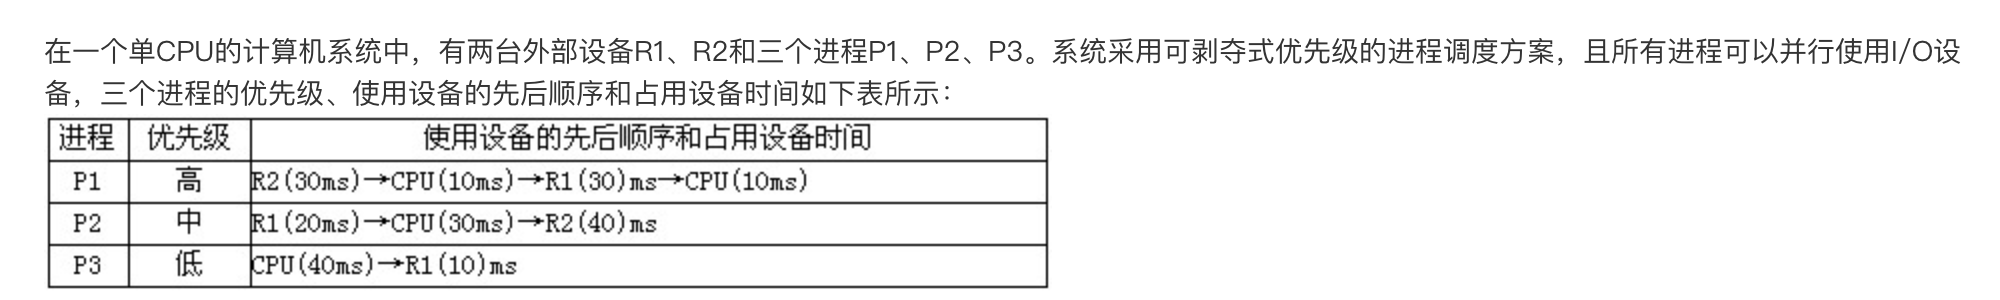 在一个单CPU的计算机系统中，有两台外部设备R1、R2和三个进程P1、P2、P3。系统采用可剥夺式优先级的进程调度方案，且所有进程可以并行使用I/O设
备，三个进程的优先级、使用设备的先后顺序和占用设备时间如下表所示：
进程 优先级 使用设备的先后顺序和占用设备时间
P1 高 R2(30ms)→CPU(10ms)→R1(30)ms→CPU(10ms)
P2 中 R1(20ms)→CPU(30ms)→R2(40)ms
P3 低 CPU(40ms)→R1(10)ms